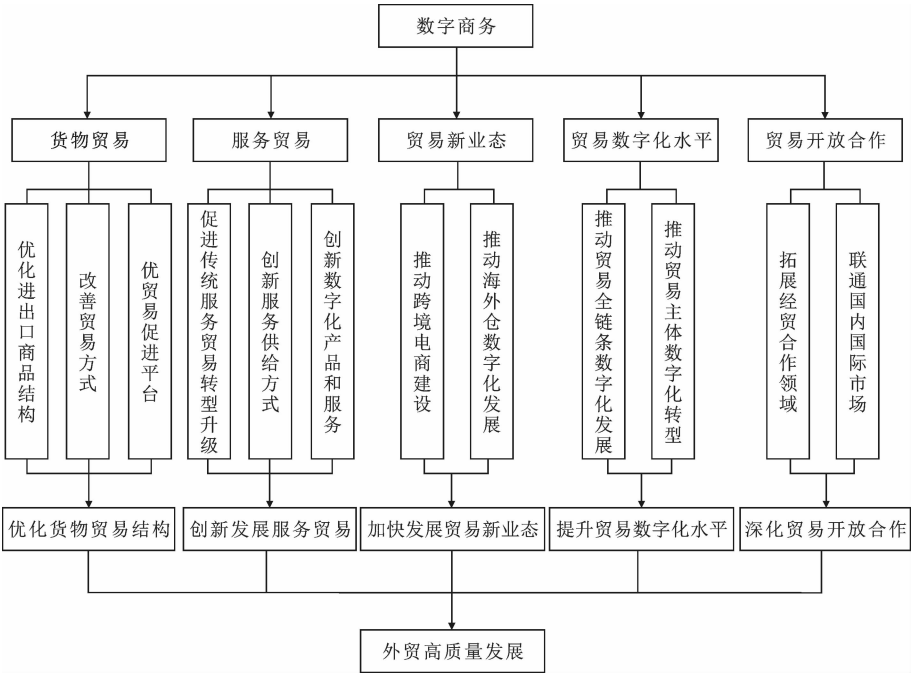 数字商务
货物贸易
服务贸易
贸易新业态
贸易数字化水平
贸易开放合作
优化进出口商品结构
改善贸易方式
优贸易促进平台
促进传统服务贸易转型升级
创新服务供给方式
创新数字化产品和服务
推动跨境电商建设
推动海外仓数字化发展
推动贸易全链条数字化发展
推动贸易主体数字化转型
拓展经贸合作领域
联通国内国际市场
优化货物贸易结构
创新发展服务贸易
加快发展贸易新业态
提升贸易数字化水平
深化贸易开放合作
外贸高质量发展